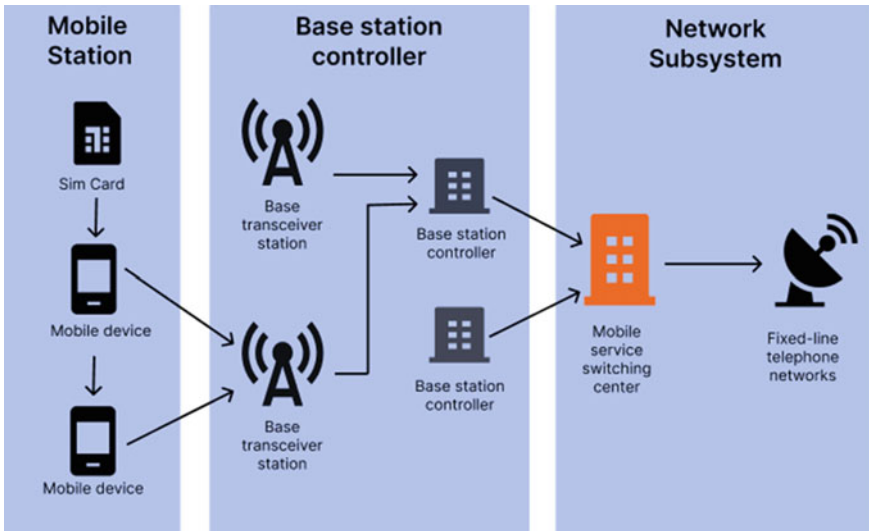 Mobile
Station
Base station
controller
Network
Subsystem
Sim Card
Mobile device
Mobile device
Base
transceiver
station
Base
transceiver
station
Base station
controller
Base station
controller
Mobile
service
switching
center
Fixed-line
telephone
networks